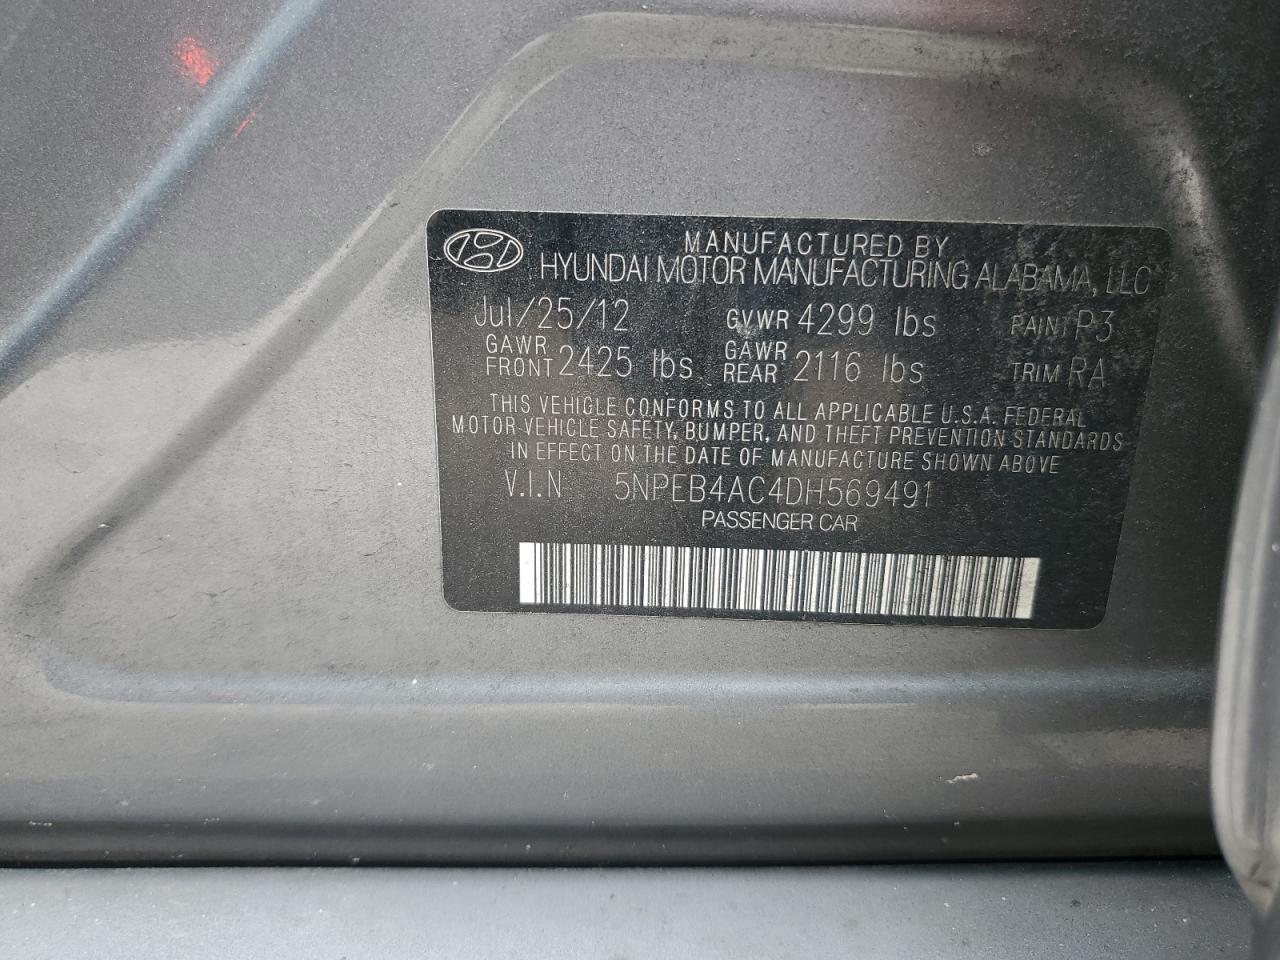 MANUFACTURED BY
HYUNDAI MOTOR MANUFACTURING ALABAMA, LLC
Jul/25/12 GVWR 4299 lbs PAINT P3
GAWR FRONT 2425 lbs GAWR REAR 2116 lbs TRIM RA
THIS VEHICLE CONFORMS TO ALL APPLICABLE U.S.A. FEDERAL
MOTOR VEHICLE SAFETY, BUMPER, AND THEFT PREVENTION STANDARDS
IN EFFECT ON THE DATE OF MANUFACTURE SHOWN ABOVE
V.I.N 5NPEB4AC4DH569491
PASSENGER CAR